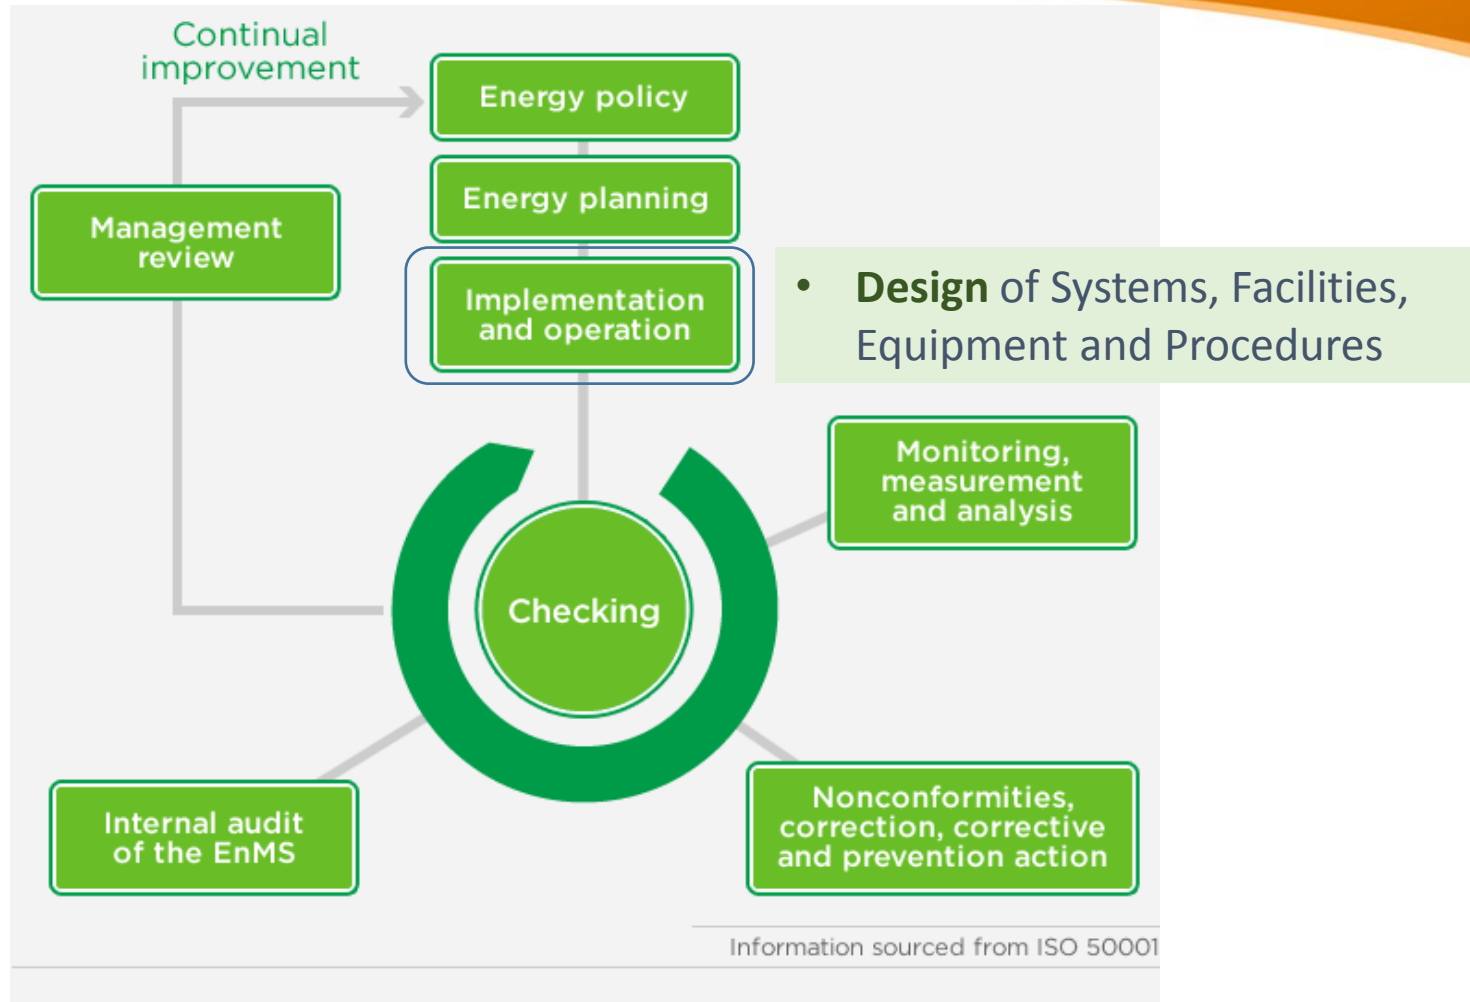 Continual
improvement
Energy policy
Energy planning
Management
review
Implementation
and operation
• Design of Systems, Facilities,
Equipment and Procedures
Monitoring,
measurement
and analysis
Checking
Internal audit
of the EnMS
Nonconformities,
correction, corrective
and prevention action
Information sourced from ISO 50001